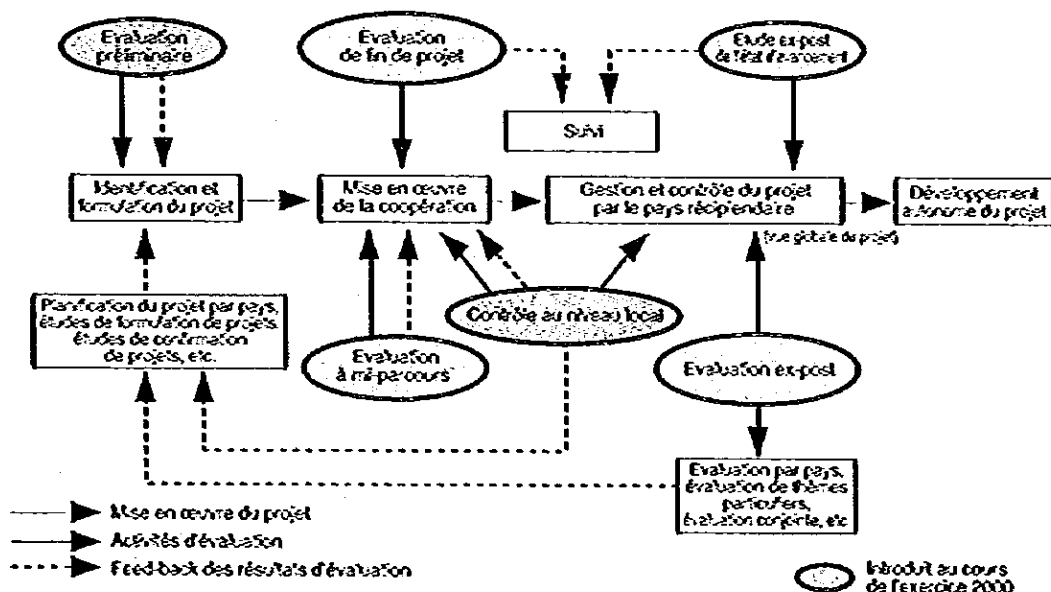 Évaluation
préliminaire
Évaluation
de fin de projet
Etude ex-post
de l'état d'avancement
Suivi
Identification et
formulation du projet
Mise en œuvre
de la coopération
Gestion et contrôle du projet
par le pays récipiendaire
Développement
autonome du projet
(vue globale du projet)
Planification du projet par pays,
études de formulation de projets,
études de confirmation
de projets, etc.
Contrôle au niveau local
Evaluation
à mi-parcours
Evaluation ex-post
Evaluation par pays,
évaluation de thèmes
particuliers,
évaluation conjointe, etc
Mise en œuvre du projet
Activités d'évaluation
Feed-back des résultats d'évaluation
Introduit au cours
de l'exercice 2000